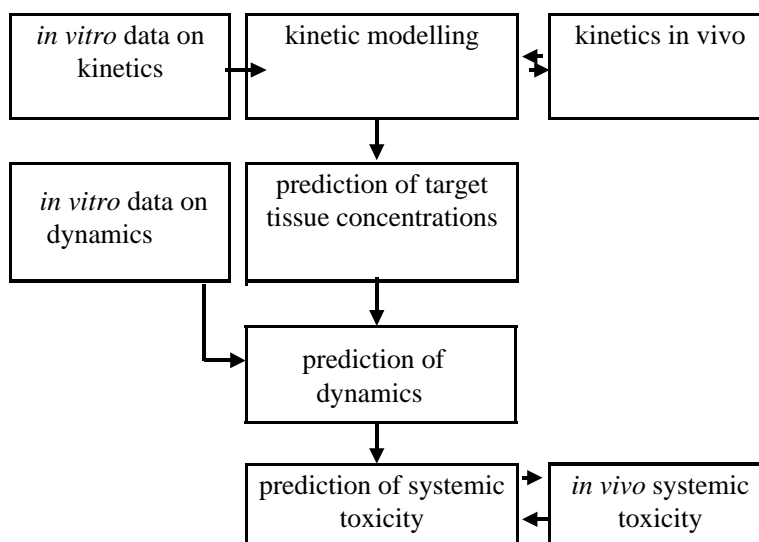 in vitro data on
kinetics
kinetic modelling
kinetics in vivo
in vitro data on
dynamics
prediction of target
tissue concentrations
prediction of
dynamics
prediction of systemic
toxicity
in vivo systemic
toxicity